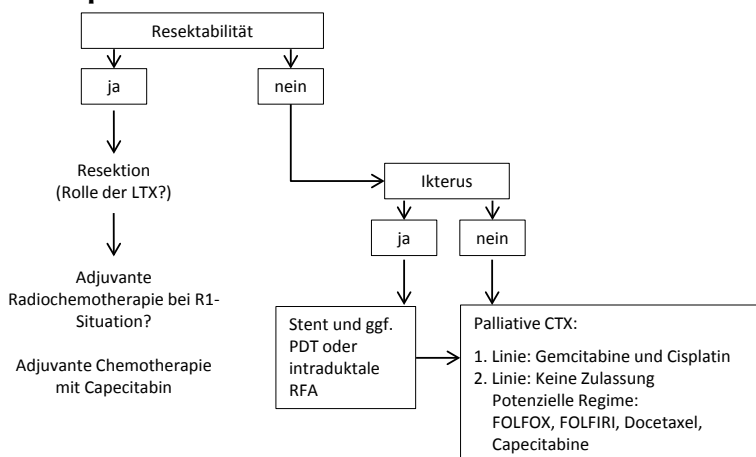 Resektabilität
ja
nein
Resektion
(Rolle der LTX?)
Ikterus
ja
nein
Adjuvante
Radiochemotherapie bei R1-
Situation?
Adjuvante Chemotherapie
mit Capecitabin
Stent und ggf.
PDT oder
intraduktale
RFA
Palliative CTX:
1. Linie: Gemcitabine und Cisplatin
2. Linie: Keine Zulassung
Potenzielle Regime:
FOLFOX, FOLFIRI, Docetaxel,
Capecitabine